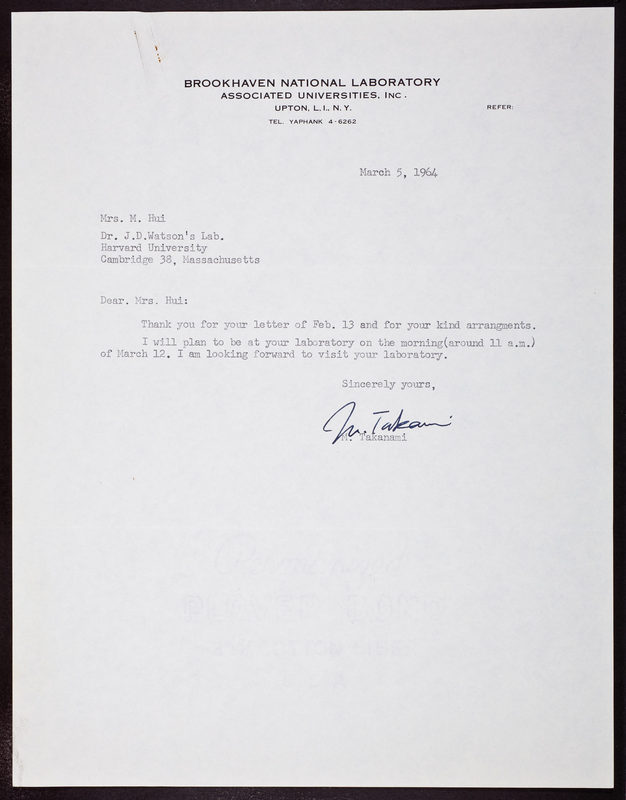 BROOKHAVEN NATIONAL LABORATORY
ASSOCIATED UNIVERSITIES, INC.
UPTON, L. I., N. Y.
REFER:
TEL. YAPHANK 4-6262
March 5, 1964
Mrs. M. Hui
Dr. J.D.Watson's Lab.
Harvard University
Cambridge 38, Massachusetts
Dear. Mrs. Hui:
Thank you for your letter of Feb. 13 and for your kind arrangments.
I will plan to be at your laboratory on the morning(around 11 a.m.)
of March 12. I am looking forward to visit your laboratory.
Sincerely yours,
M. Takanami
M. Takanami